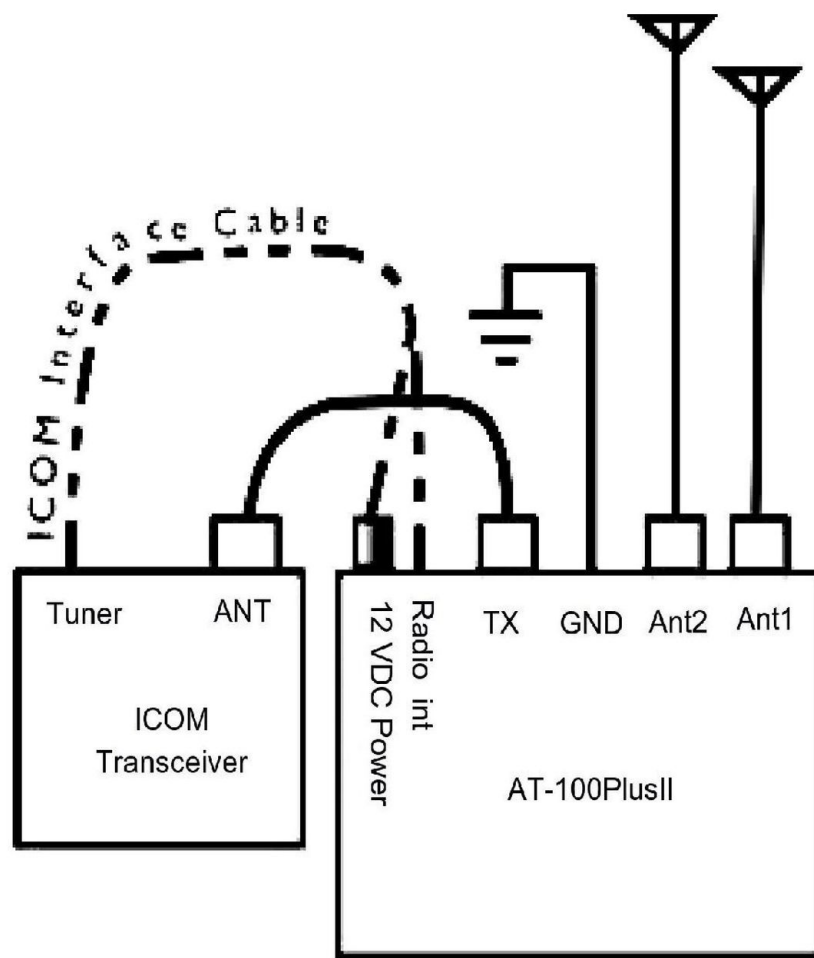 ICOM Interface Cable
Tuner
ANT
ICOM
Transceiver
12 VDC Power
Radio int
TX
GND
Ant2
Ant1
AT-100PlusII